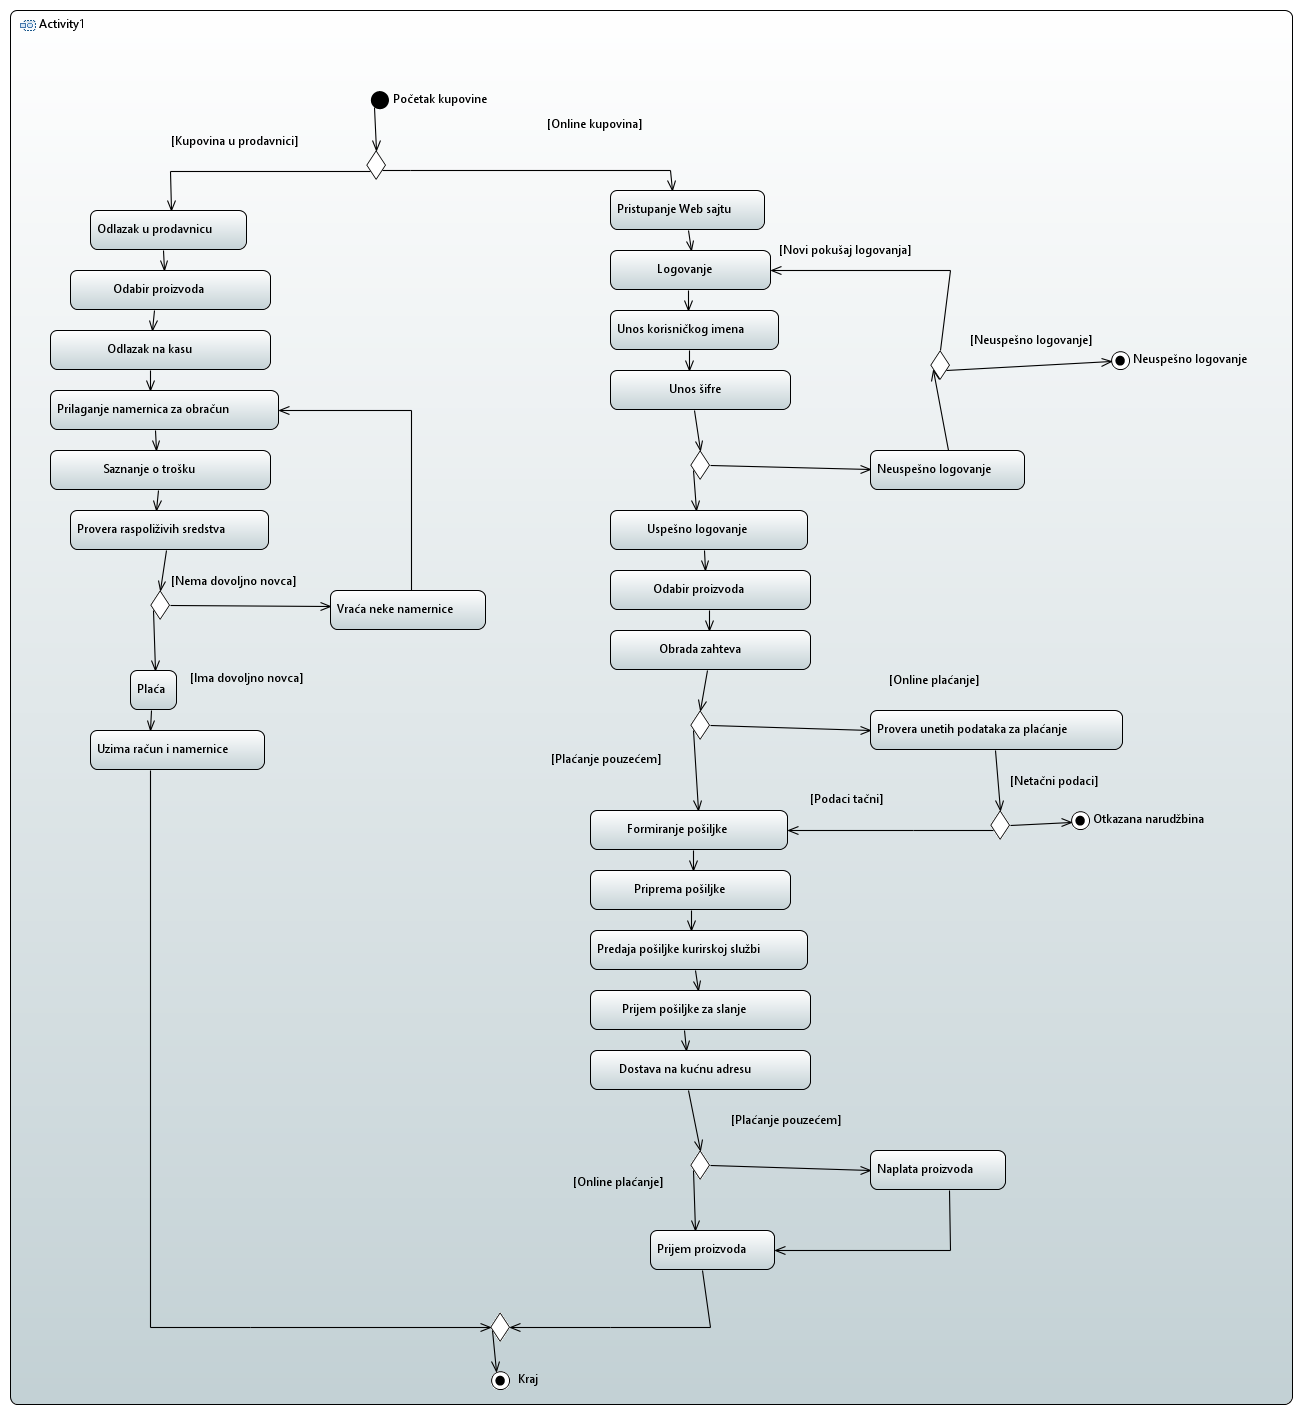 Activity1
Početak kupovine
[Online kupovina]
[Kupovina u prodavnici]
Pristupanje Web sajtu
Odlazak u prodavnicu
[Novi pokušaj logovanja]
Logovanje
Odabir proizvoda
Unos korisničkog imena
[Neuspešno logovanje]
Odlazak na kasu
Neuspešno logovanje
Unos šifre
Prilaganje namernica za obračun
Saznanje o trošku
Neuspešno logovanje
Provera raspoliživih sredstva
Uspešno logovanje
[Nema dovoljno novca]
Odabir proizvoda
Vraća neke namernice
Obrada zahteva
[Ima dovoljno novca]
[Online plaćanje]
Plaća
Uzima račun i namernice
Provera unetih podataka za plaćanje
[Plaćanje pouzećem]
[Netačni podaci]
[Podaci tačni]
Otkazana narudžbina
Formiranje pošiljke
Priprema pošiljke
Predaja pošiljke kurirskoj službi
Prijem pošiljke za slanje
Dostava na kućnu adresu
[Plaćanje pouzećem]
Naplata proizvoda
[Online plaćanje]
Prijem proizvoda
Kraj